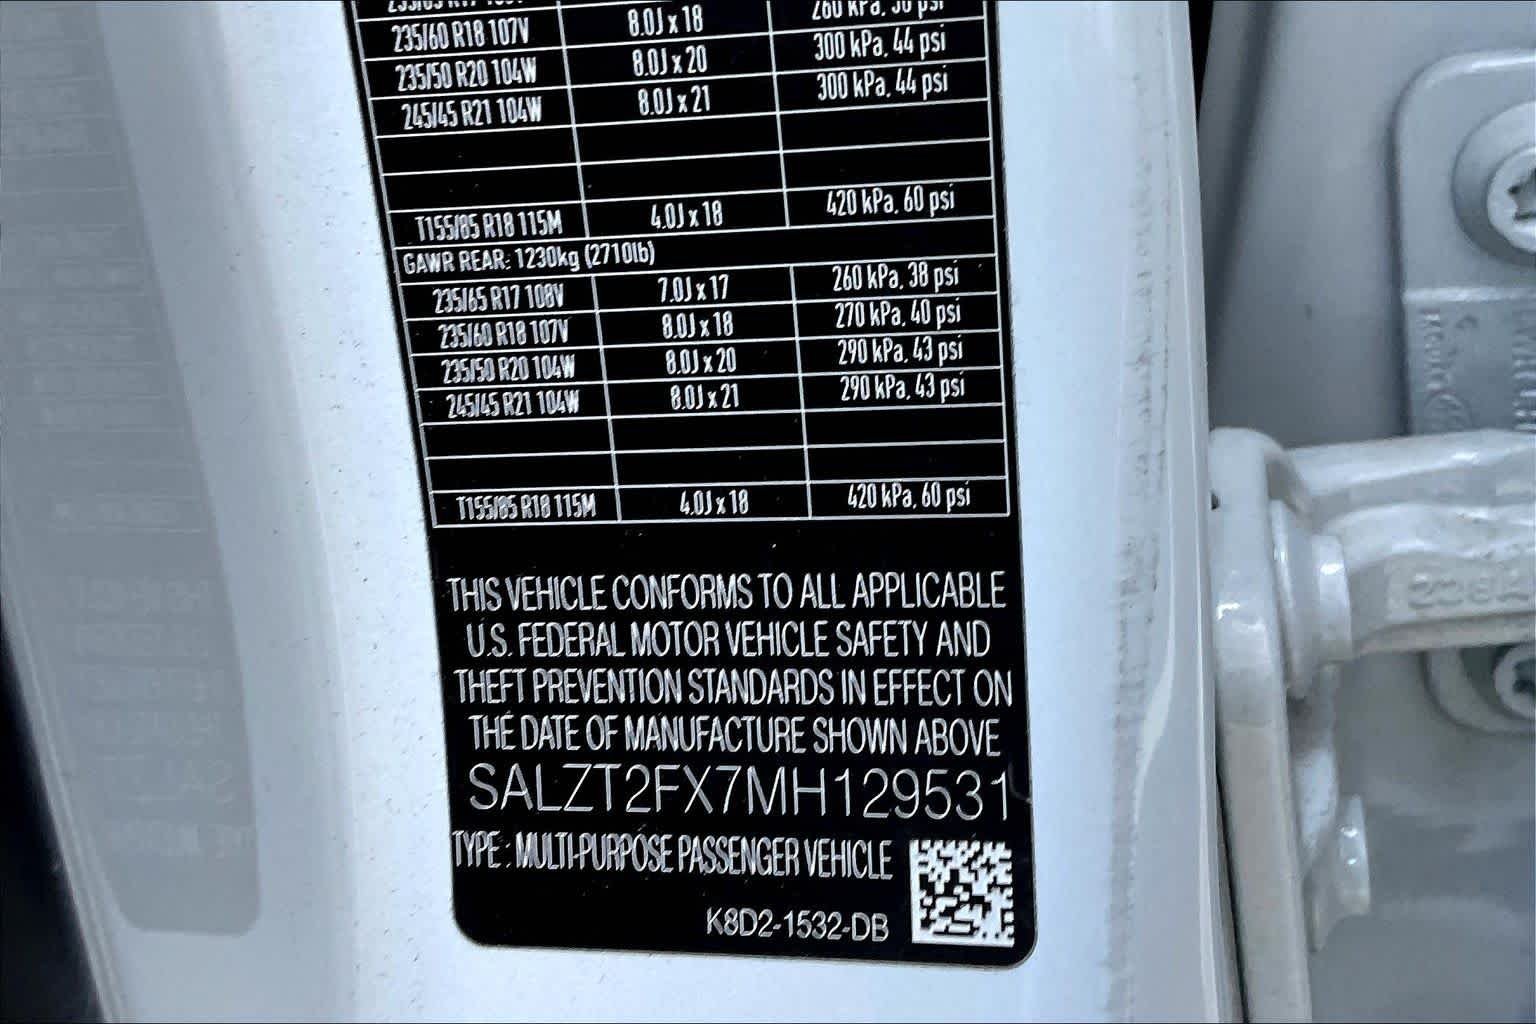 235/60 R18 107V 8.0J x 18 260 kPa, 38 psi
235/50 R20 104W 8.0J x 20 300 kPa, 44 psi
245/45 R21 104W 8.0J x 21 300 kPa, 44 psi
T155/85 R18 115M 4.0J x 18 420 kPa, 60 psi
GAWR REAR: 1230kg (2710lb)
235/65 R17 108V 7.0J x 17 260 kPa, 38 psi
235/60 R18 107V 8.0J x 18 270 kPa, 40 psi
235/50 R20 104W 8.0J x 20 290 kPa, 43 psi
245/45 R21 104W 8.0J x 21 290 kPa, 43 psi
T155/85 R18 115M 4.0J x 18 420 kPa, 60 psi
THIS VEHICLE CONFORMS TO ALL APPLICABLE
U.S. FEDERAL MOTOR VEHICLE SAFETY AND
THEFT PREVENTION STANDARDS IN EFFECT ON
THE DATE OF MANUFACTURE SHOWN ABOVE
SALZT2FX7MH129531
TYPE : MULTI-PURPOSE PASSENGER VEHICLE
K8D2-1532-DB